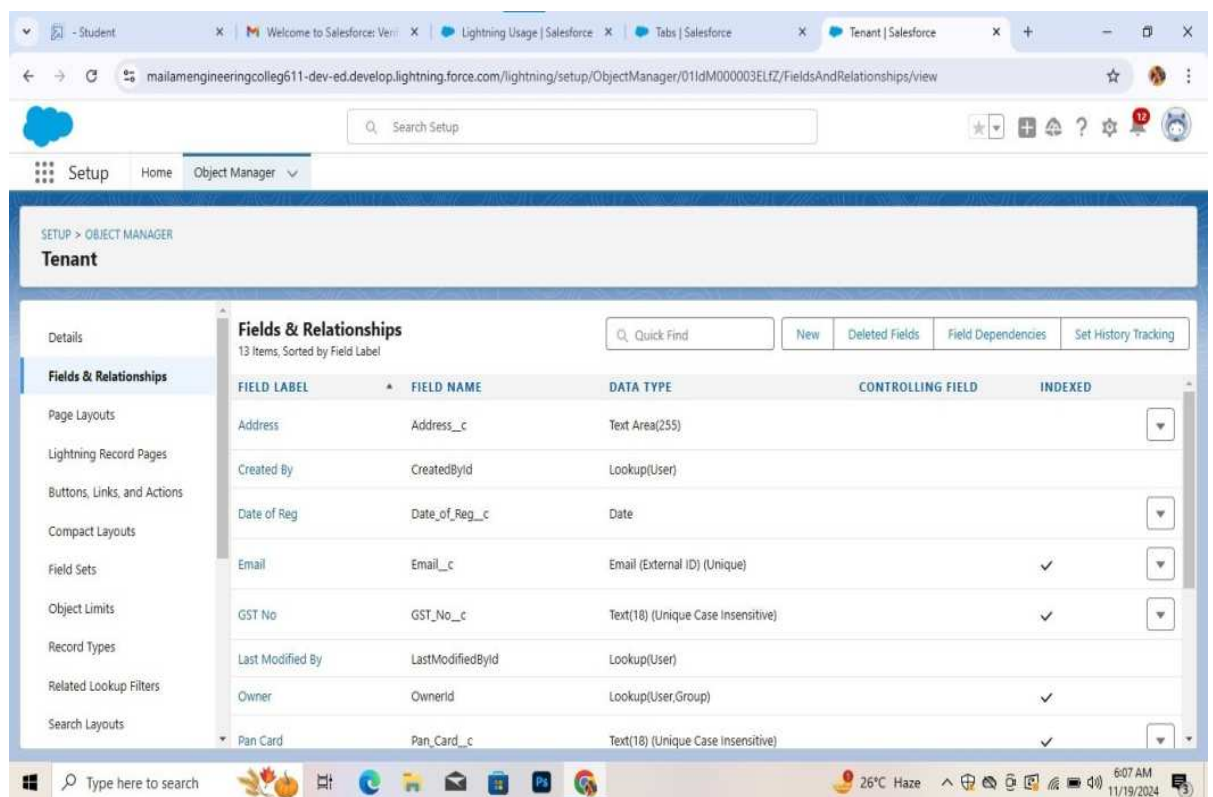 - Student
Welcome to Salesforce: Veri
Lightning Usage | Salesforce
Tabs | Salesforce
Tenant | Salesforce
mailamengineeringcolleg611-dev-ed.develop.lightning.force.com/lightning/setup/ObjectManager/01IdM000003ELfZ/FieldsAndRelationships/view
Search Setup
12
Setup Home Object Manager
SETUP > OBJECT MANAGER
Tenant
Details
Fields & Relationships
Page Layouts
Lightning Record Pages
Buttons, Links, and Actions
Compact Layouts
Field Sets
Object Limits
Record Types
Related Lookup Filters
Search Layouts
Fields & Relationships
13 Items, Sorted by Field Label
Quick Find
New Deleted Fields Field Dependencies Set History Tracking
FIELD LABEL FIELD NAME DATA TYPE CONTROLLING FIELD INDEXED
Address Address__c Text Area(255)
Created By CreatedById Lookup(User)
Date of Reg Date_of_Reg__c Date
Email Email__c Email (External ID) (Unique)
GST No GST_No__c Text(18) (Unique Case Insensitive)
Last Modified By LastModifiedById Lookup(User)
Owner OwnerId Lookup(User,Group)
Pan Card Pan_Card__c Text(18) (Unique Case Insensitive)
Type here to search
Ps
26°C Haze
6:07 AM
11/19/2024
3